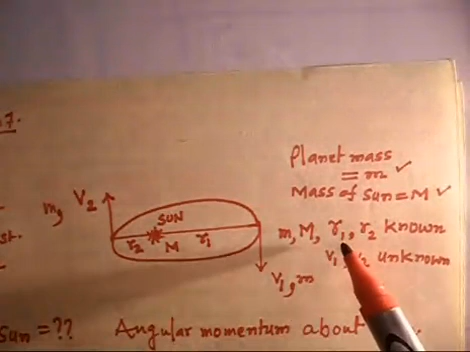 7.
Planet mass
= m ✓
Mass of Sun = M ✓
m, V₂
SUN
st.
r₂ M r₁
m, M, r₁, r₂ known
V₁, unknown
V₁, m
Sun = ?? Angular momentum about